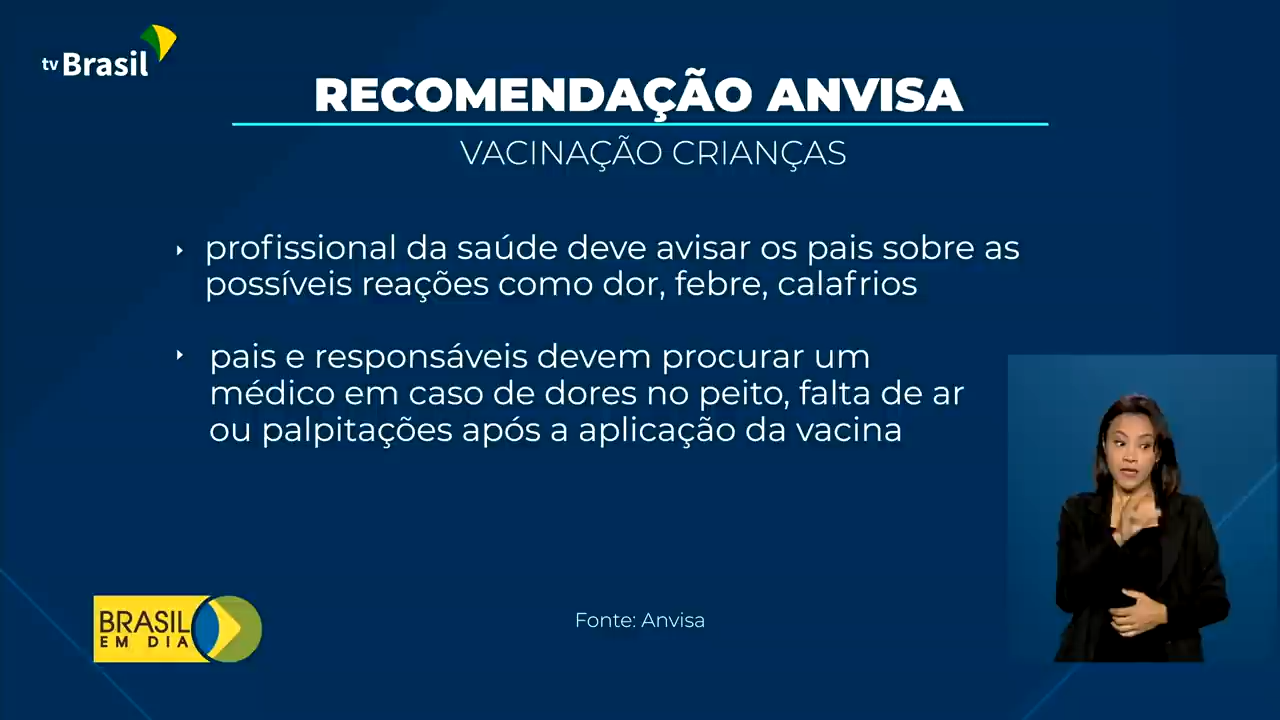 tv Brasil
RECOMENDAÇÃO ANVISA
VACINAÇÃO CRIANÇAS
profissional da saúde deve avisar os pais sobre as
possíveis reações como dor, febre, calafrios
pais e responsáveis devem procurar um
médico em caso de dores no peito, falta de ar
ou palpitações após a aplicação da vacina
BRASIL
EM DIA
Fonte: Anvisa